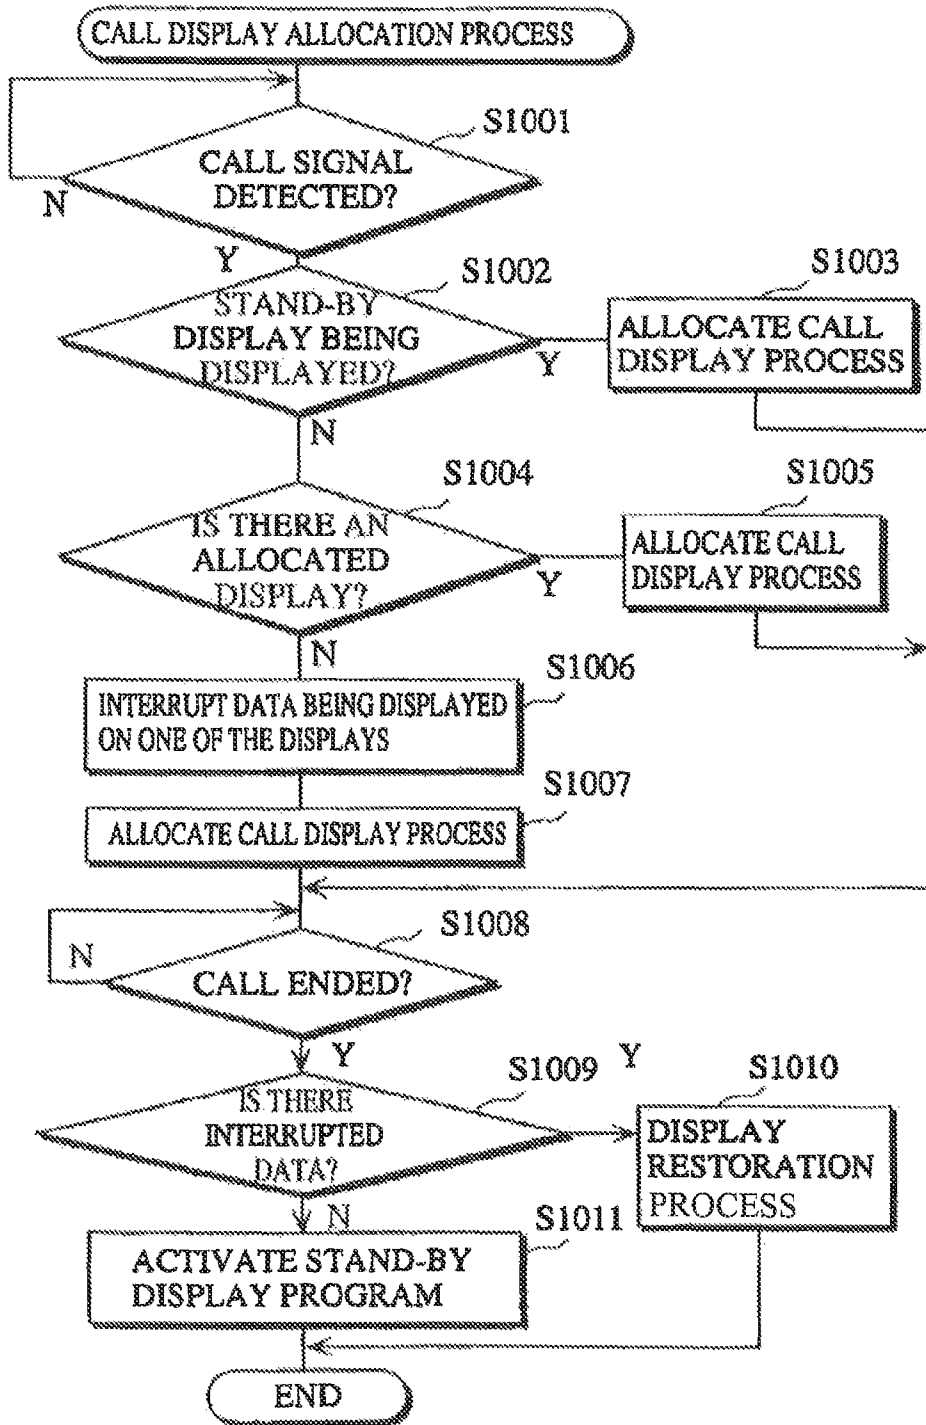 CALL DISPLAY ALLOCATION PROCESS
S1001
CALL SIGNAL
DETECTED?
N
Y
S1002
STAND-BY
DISPLAY BEING
DISPLAYED?
Y
N
S1003
ALLOCATE CALL
DISPLAY PROCESS
S1004
IS THERE AN
ALLOCATED
DISPLAY?
Y
N
S1005
ALLOCATE CALL
DISPLAY PROCESS
S1006
INTERRUPT DATA BEING DISPLAYED
ON ONE OF THE DISPLAYS
S1007
ALLOCATE CALL DISPLAY PROCESS
S1008
N
CALL ENDED?
Y
S1009
Y
IS THERE
INTERRUPTED
DATA?
N
S1010
DISPLAY
RESTORATION
PROCESS
S1011
ACTIVATE STAND-BY
DISPLAY PROGRAM
END